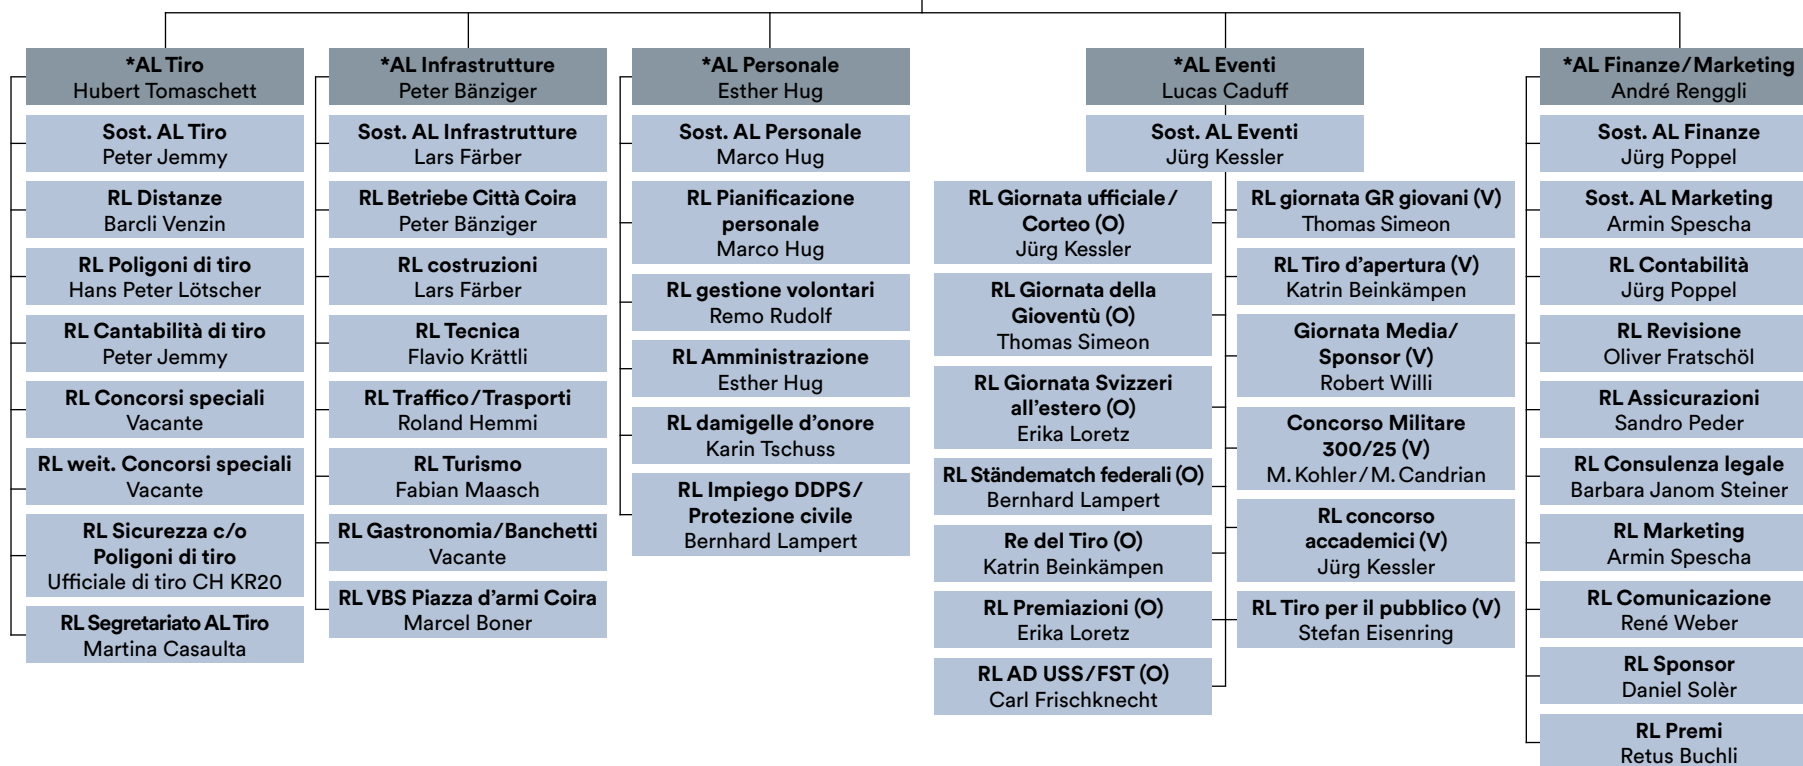 *AL Tiro
Hubert Tomaschett
Sost. AL Tiro
Peter Jemmy
RL Distanze
Barcli Venzin
RL Poligoni di tiro
Hans Peter Lötscher
RL Cantabilità di tiro
Peter Jemmy
RL Concorsi speciali
Vacante
RL weit. Concorsi speciali
Vacante
RL Sicurezza c/o
Poligoni di tiro
Ufficiale di tiro CH KR20
RL Segretariato AL Tiro
Martina Casaulta
*AL Infrastrutture
Peter Bänziger
Sost. AL Infrastrutture
Lars Färber
RL Betriebe Città Coira
Peter Bänziger
RL costruzioni
Lars Färber
RL Tecnica
Flavio Krättli
RL Traffico/Trasporti
Roland Hemmi
RL Turismo
Fabian Maasch
RL Gastronomia/Banchetti
Vacante
RL VBS Piazza d'armi Coira
Marcel Boner
*AL Personale
Esther Hug
Sost. AL Personale
Marco Hug
RL Pianificazione
personale
Marco Hug
RL gestione volontari
Remo Rudolf
RL Amministrazione
Esther Hug
RL damigelle d'onore
Karin Tschuss
RL Impiego DDPS/
Protezione civile
Bernhard Lampert
*AL Eventi
Lucas Caduff
Sost. AL Eventi
Jürg Kessler
RL Giornata ufficiale/
Corteo (O)
Jürg Kessler
RL Giornata della
Gioventù (O)
Thomas Simeon
RL Giornata Svizzeri
all'estero (O)
Erika Loretz
RL Ständematch federali (O)
Bernhard Lampert
Re del Tiro (O)
Katrin Beinkämpen
RL Premiazioni (O)
Erika Loretz
RL AD USS/FST (O)
Carl Frischknecht
RL giornata GR giovani (V)
Thomas Simeon
RL Tiro d'apertura (V)
Katrin Beinkämpen
Giornata Media/
Sponsor (V)
Robert Willi
Concorso Militare
300/25 (V)
M. Kohler/M. Candrian
RL concorso
accademici (V)
Jürg Kessler
RL Tiro per il pubblico (V)
Stefan Eisenring
*AL Finanze/Marketing
André Renggli
Sost. AL Finanze
Jürg Poppel
Sost. AL Marketing
Armin Spescha
RL Contabilità
Jürg Poppel
RL Revisione
Oliver Fratschöl
RL Assicurazioni
Sandro Peder
RL Consulenza legale
Barbara Janom Steiner
RL Marketing
Armin Spescha
RL Comunicazione
René Weber
RL Sponsor
Daniel Solèr
RL Premi
Retus Buchli